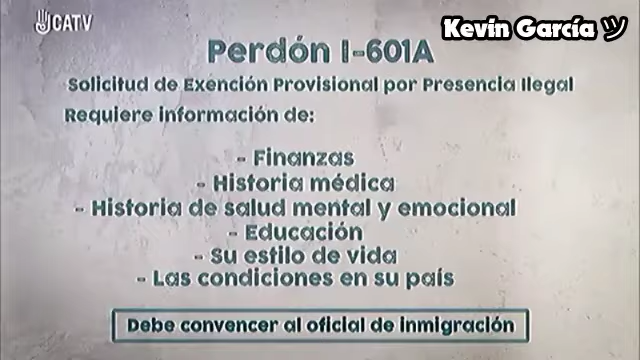 CATV
Kevin García ツ
Perdón I-601A
Solicitud de Exención Provisional por Presencia Ilegal
Requiere información de:
- Finanzas
- Historia médica
- Historia de salud mental y emocional
- Educación
- Su estilo de vida
- Las condiciones en su país
Debe convencer al oficial de inmigración